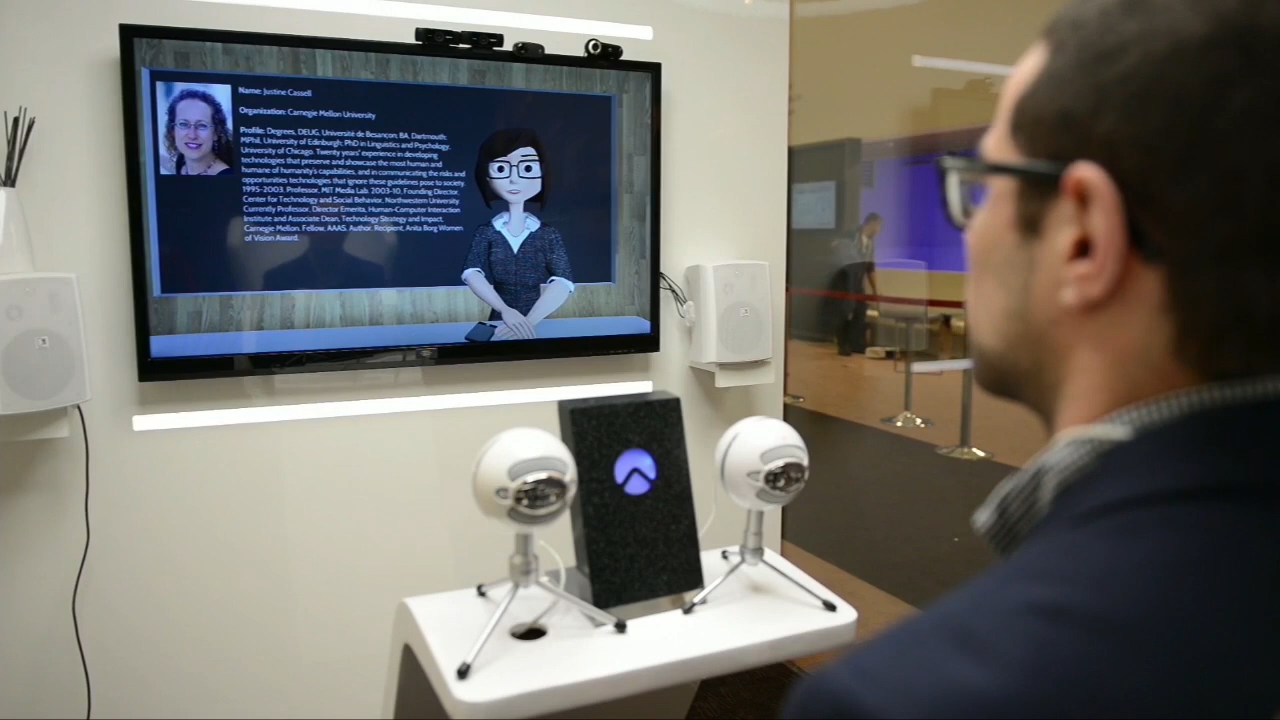 Name: Justine Cassell
Organization: Carnegie Mellon University
Profile: Degrees, DEUG, Université de Besançon; BA, Dartmouth;
MPhil, University of Edinburgh; PhD in Linguistics and Psychology,
University of Chicago. Twenty years' experience in developing
technologies that preserve and showcase the most human and
humane of humanity's capabilities, and in communicating the risks and
opportunities technologies that ignore these guidelines pose to society.
1995-2003, Professor, MIT Media Lab. 2003-10, Founding Director,
Center for Technology and Social Behavior, Northwestern University
Currently Professor, Director Emerita, Human-Computer Interaction
Institute and Associate Dean, Technology Strategy and Impact,
Carnegie Mellon. Fellow, AAAS. Author. Recipient, Anita Borg Women
of Vision Award.